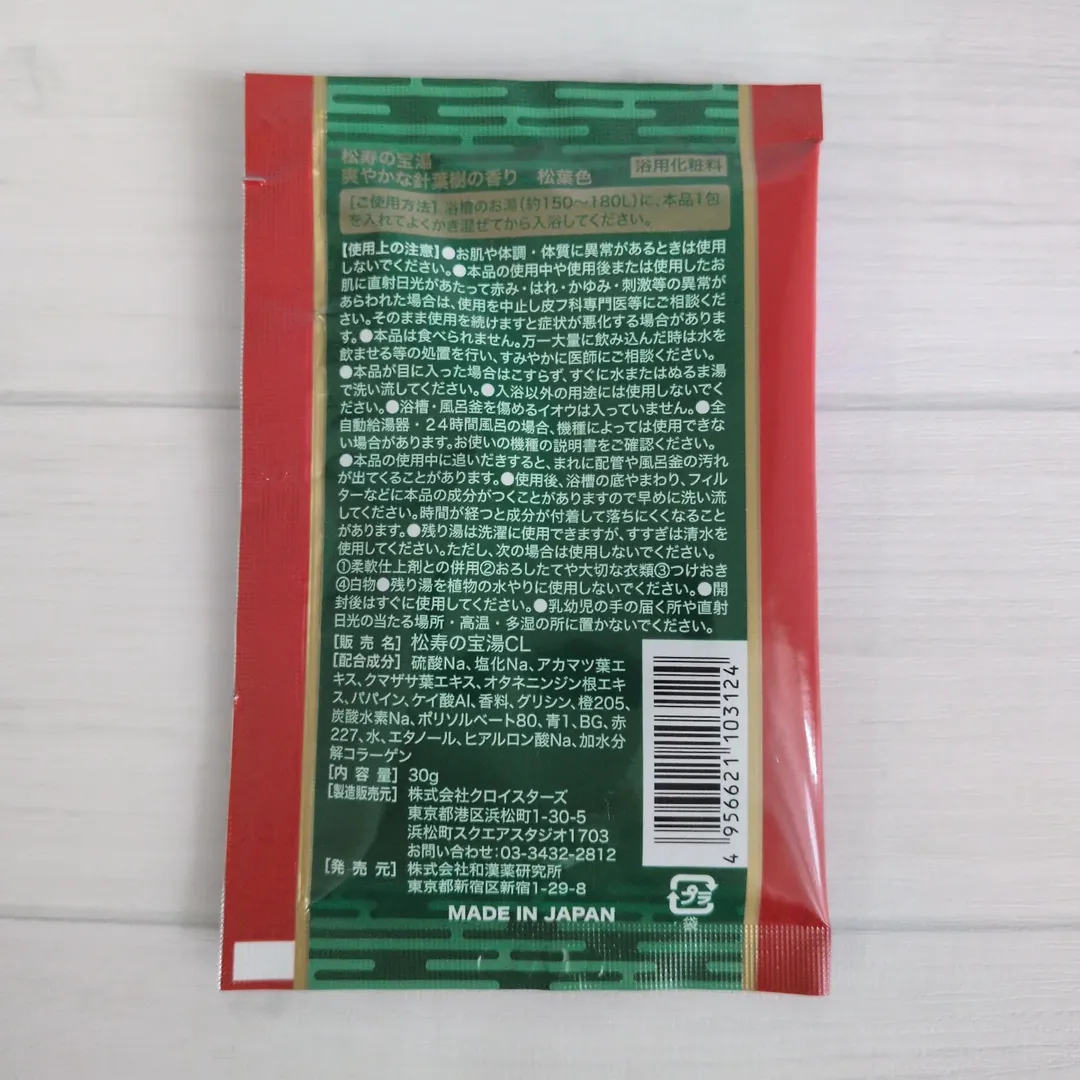 松寿の宝湯
爽やかな針葉樹の香り 松葉色
浴用化粧料
[ご使用方法] 浴槽のお湯(約150～180L)に、本品1包
を入れてよくかき混ぜてから入浴してください。
【使用上の注意】●お肌や体調・体質に異常があるときは使用
しないでください。●本品の使用中や使用後または使用したお
肌に直射日光があたって赤み・はれ・かゆみ・刺激等の異常が
あらわれた場合は、使用を中止し皮フ科専門医等にご相談くだ
さい。そのまま使用を続けますと症状が悪化する場合がありま
す。●本品は食べられません。万一大量に飲み込んだ時は水を
飲ませる等の処置を行い、すみやかに医師にご相談ください。
●本品が目に入った場合はこすらず、すぐに水またはぬるま湯
で洗い流してください。●入浴以外の用途には使用しないでく
ださい。●浴槽・風呂釜を傷めるイオウは入っていません。●全
自動給湯器・24時間風呂の場合、機種によっては使用できな
い場合があります。お使いの機種の説明書をご確認ください。
●本品の使用中に追いだきすると、まれに配管や風呂釜の汚れ
が出てくることがあります。●使用後、浴槽の底やまわり、フィル
ターなどに本品の成分がつくことがありますので早めに洗い流
してください。時間が経つと成分が付着して落ちにくくなること
があります。●残り湯は洗濯に使用できますが、すすぎは清水を
使用してください。ただし、次の場合は使用しないでください。
①柔軟仕上剤との併用②おろしたてや大切な衣類③つけおき
④白物●残り湯を植物の水やりに使用しないでください。●開
封後はすぐに使用してください。●乳幼児の手の届く所や直射
日光の当たる場所・高温・多湿の所に置かないでください。
[販売名] 松寿の宝湯CL
[配合成分] 硫酸Na、塩化Na、アカマツ葉エ
キス、クマザサ葉エキス、オタネニンジン根エキ
ス、パパイン、ケイ酸Al、香料、グリシン、橙205、
炭酸水素Na、ポリソルベート80、青1、BG、赤
227、水、エタノール、ヒアルロン酸Na、加水分
解コラーゲン
[内容量] 30g
[製造販売元] 株式会社クロイスターズ
東京都港区浜松町1-30-5
浜松町スクエアスタジオ1703
お問い合わせ:03-3432-2812
[発売元] 株式会社和漢薬研究所
東京都新宿区新宿1-29-8
MADE IN JAPAN
4 956621 103124
プラ
袋